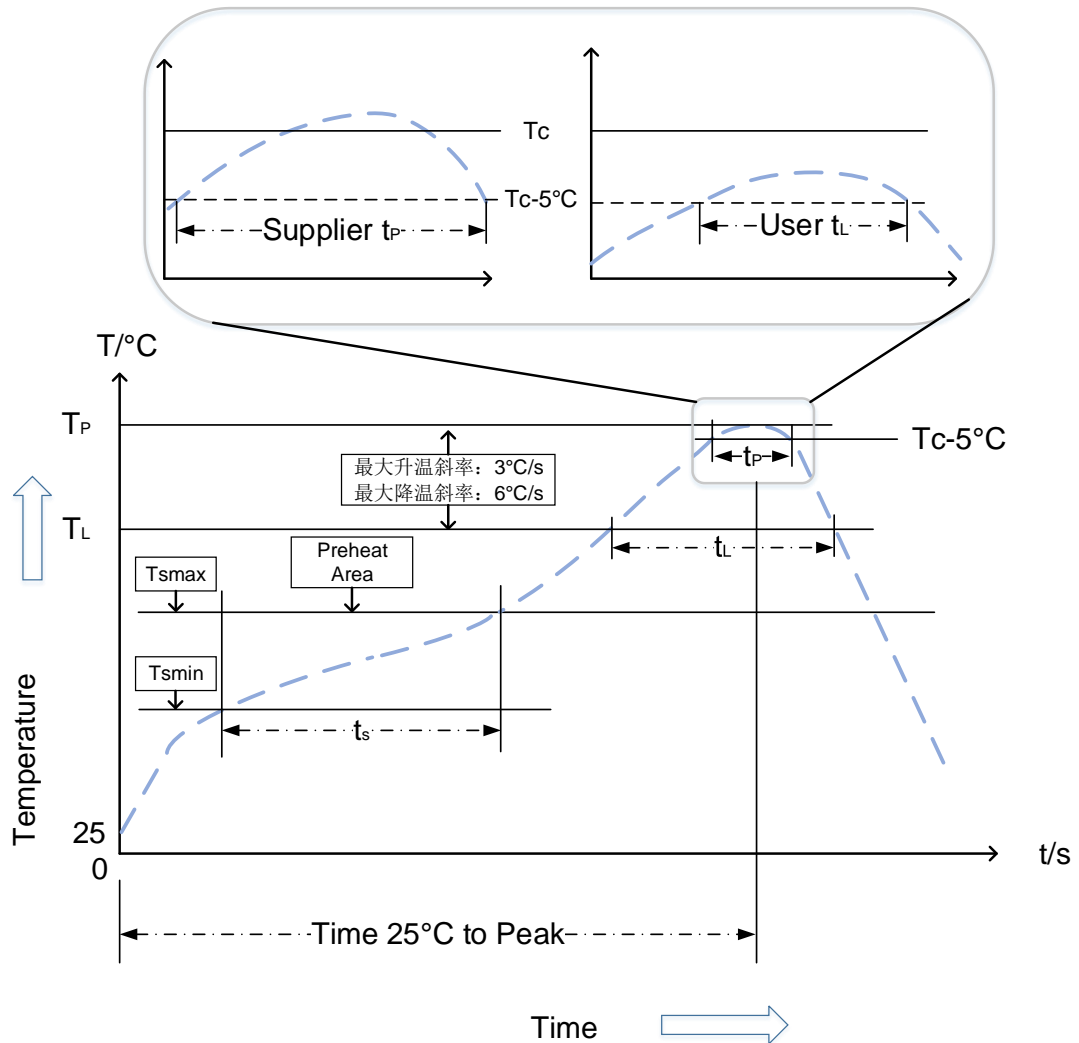 Tc
Tc-5°C
Supplier tP
User tL
T/°C
TP
Tc-5°C
tP
最大升温斜率：3°C/s
最大降温斜率：6°C/s
TL
tL
Preheat
Area
Tsmax
Tsmin
ts
Temperature
25
0
t/s
Time 25°C to Peak
Time